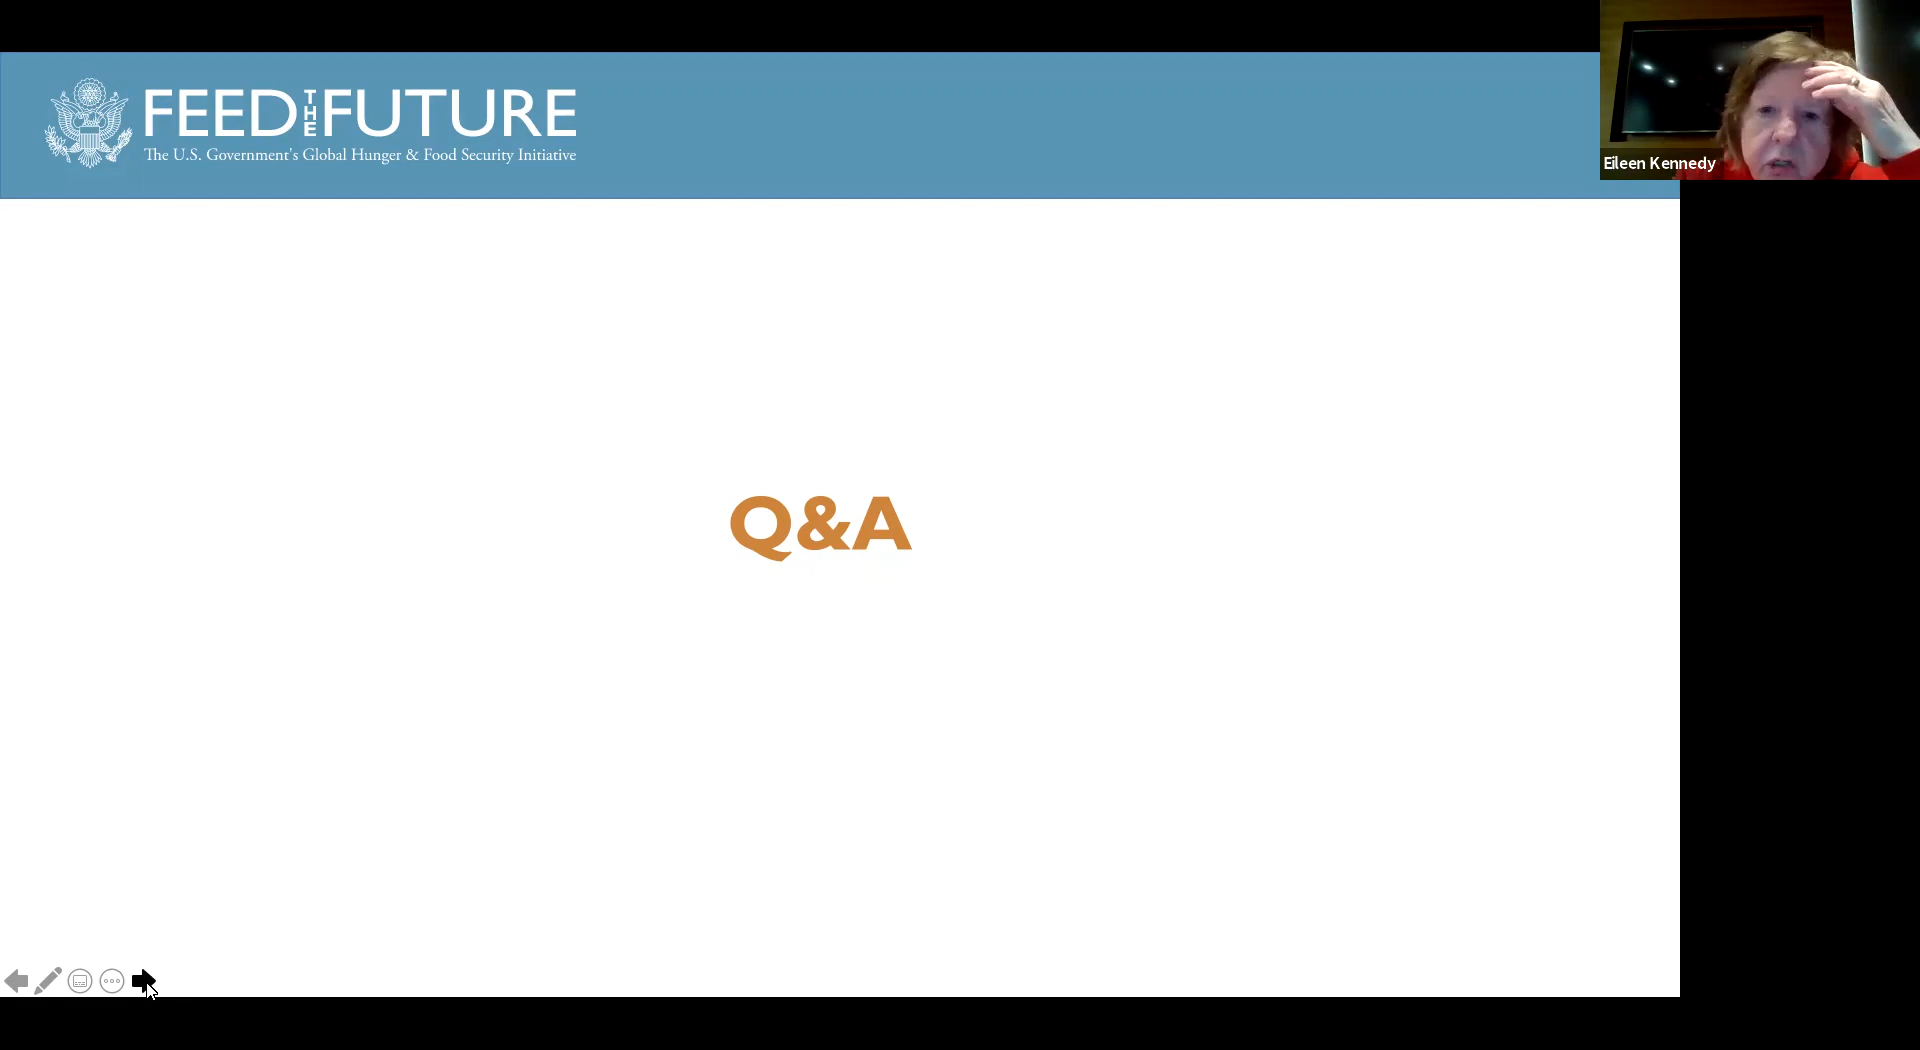 FEED THE FUTURE
The U.S. Government's Global Hunger & Food Security Initiative
Eileen Kennedy
Q&A